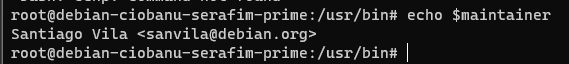 root@debian-ciobanu-serafim-prime:/usr/bin# echo $maintainer
Santiago Vila <sanvila@debian.org>
root@debian-ciobanu-serafim-prime:/usr/bin#